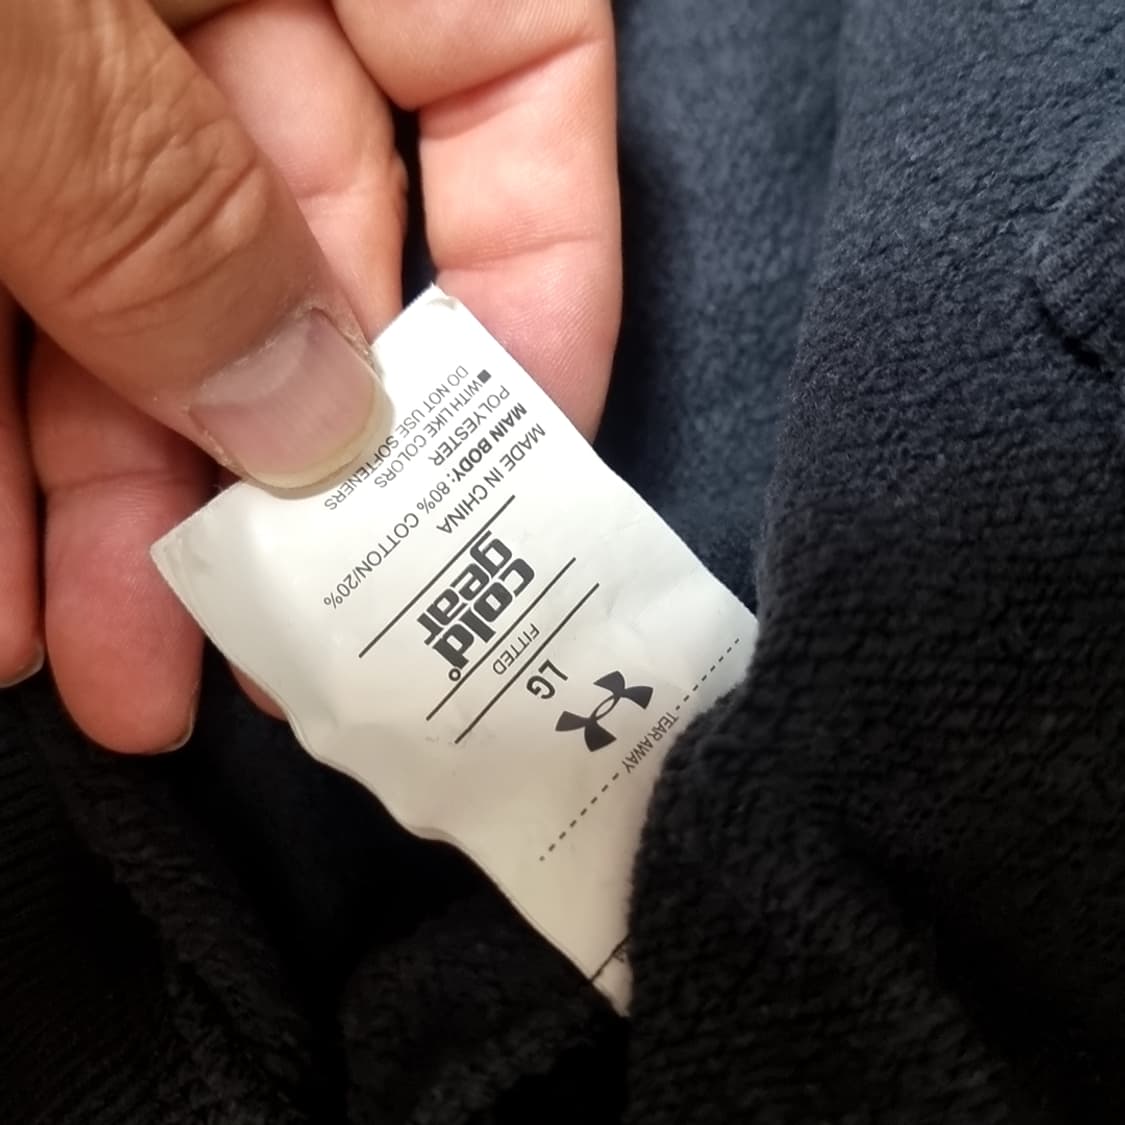 - TEAR AWAY -
LG
FITTED
cold
gear
MADE IN CHINA
MAIN BODY: 80% COTTON/20%
POLYESTER
■WITH LIKE COLORS
DO NOT USE SOFTENERS